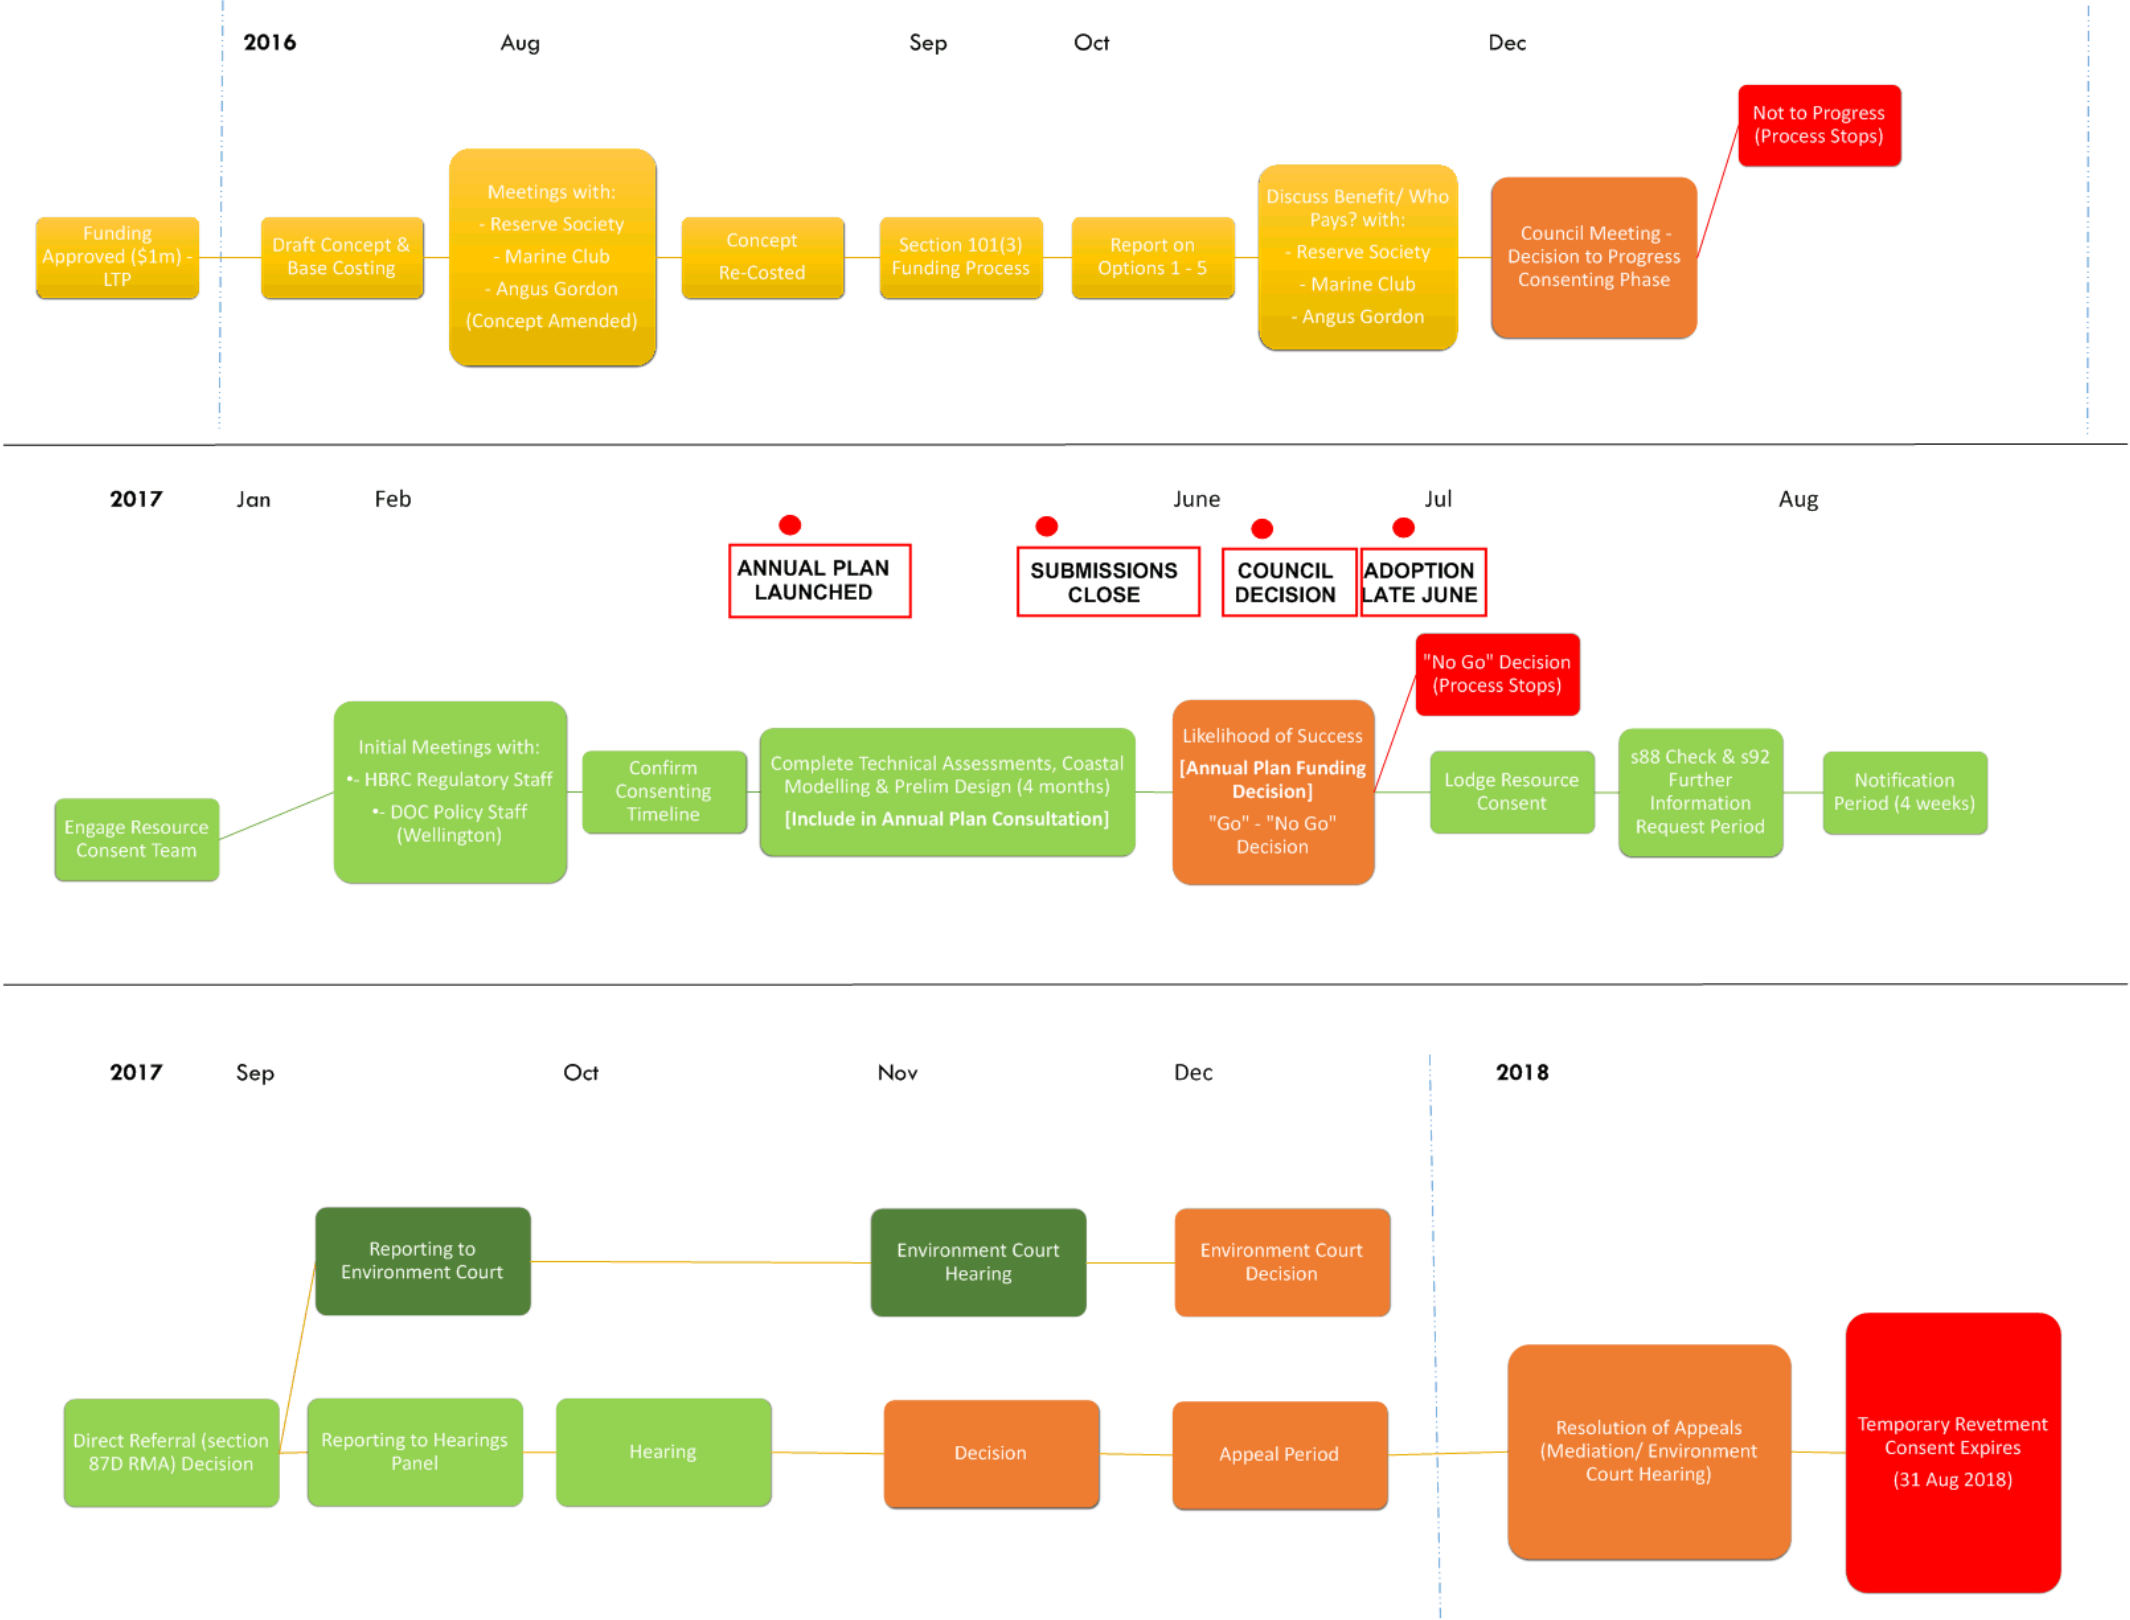 2016
Aug
Sep
Oct
Dec
Not to Progress
(Process Stops)
Funding
Approved ($1m) -
LTP
Draft Concept &
Base Costing
Meetings with:
- Reserve Society
- Marine Club
- Angus Gordon
(Concept Amended)
Concept
Re-Costed
Section 101(3)
Funding Process
Report on
Options 1 - 5
Discuss Benefit/ Who
Pays? with:
- Reserve Society
- Marine Club
- Angus Gordon
Council Meeting -
Decision to Progress
Consenting Phase
2017
Jan
Feb
June
Jul
Aug
ANNUAL PLAN
LAUNCHED
SUBMISSIONS
CLOSE
COUNCIL
DECISION
ADOPTION
LATE JUNE
"No Go" Decision
(Process Stops)
Engage Resource
Consent Team
Initial Meetings with:
•- HBRC Regulatory Staff
•- DOC Policy Staff
(Wellington)
Confirm
Consenting
Timeline
Complete Technical Assessments, Coastal
Modelling & Prelim Design (4 months)
[Include in Annual Plan Consultation]
Likelihood of Success
[Annual Plan Funding
Decision]
"Go" - "No Go"
Decision
Lodge Resource
Consent
s88 Check & s92
Further
Information
Request Period
Notification
Period (4 weeks)
2017
Sep
Oct
Nov
Dec
2018
Reporting to
Environment Court
Environment Court
Hearing
Environment Court
Decision
Direct Referral (section
87D RMA) Decision
Reporting to Hearings
Panel
Hearing
Decision
Appeal Period
Resolution of Appeals
(Mediation/ Environment
Court Hearing)
Temporary Revetment
Consent Expires
(31 Aug 2018)